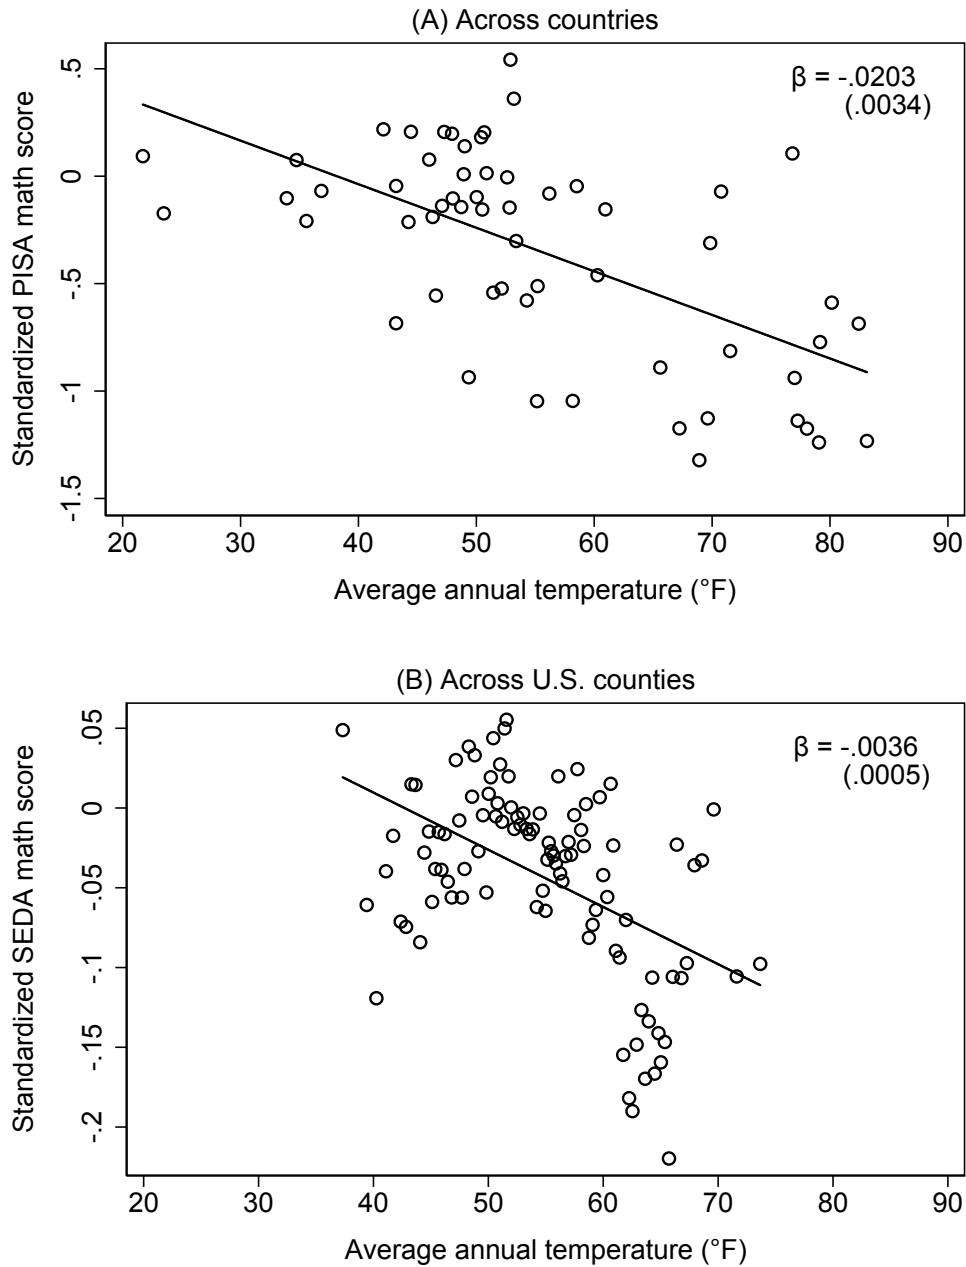 (A) Across countries
β = -.0203
(.0034)
Standardized PISA math score
.5
0
-.5
-1
-1.5
20 30 40 50 60 70 80 90
Average annual temperature (°F)
(B) Across U.S. counties
β = -.0036
(.0005)
Standardized SEDA math score
.05
0
-.05
-.1
-.15
-.2
20 30 40 50 60 70 80 90
Average annual temperature (°F)